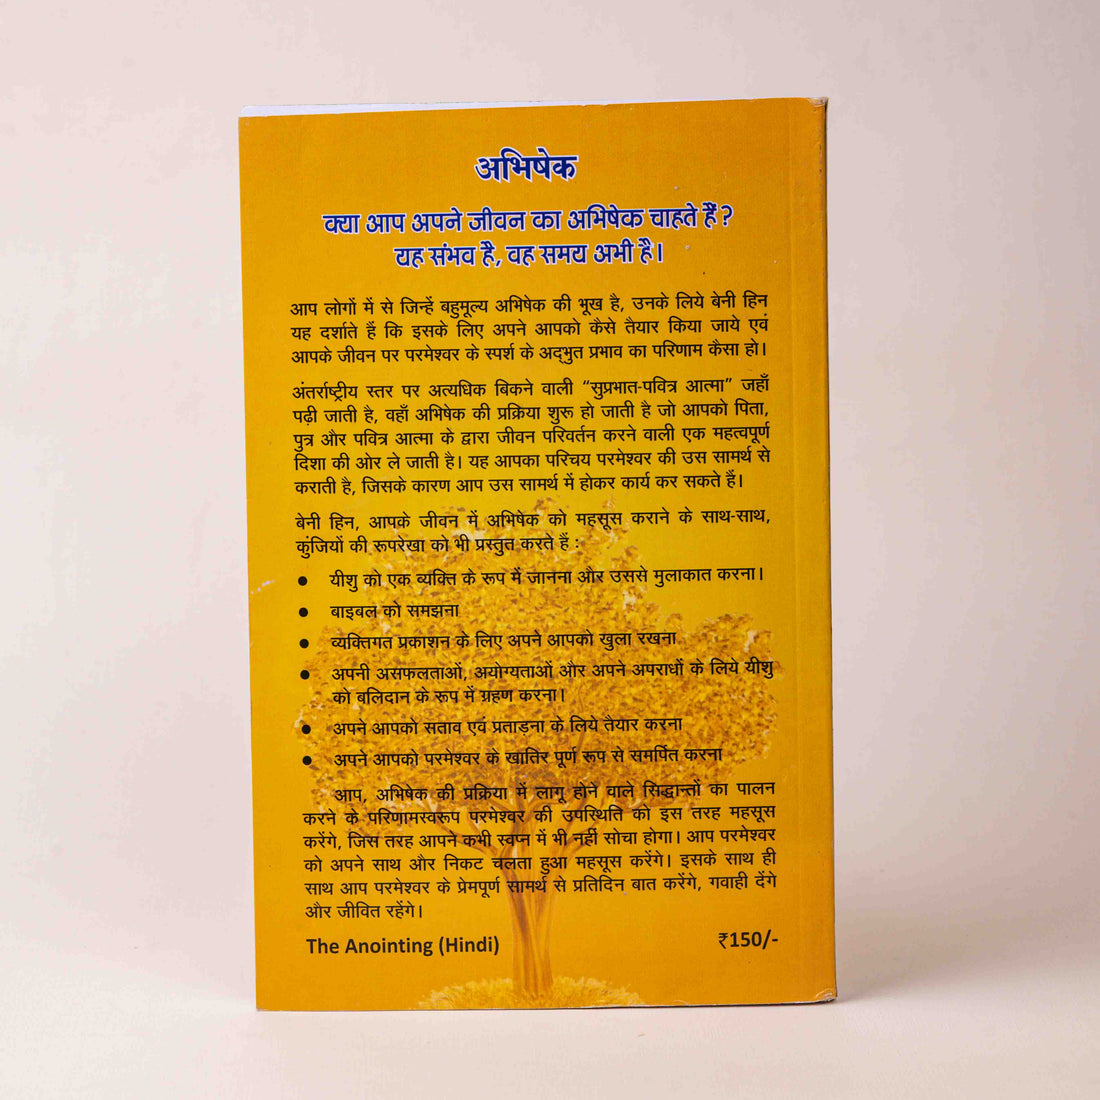 अभिषेक
क्या आप अपने जीवन का अभिषेक चाहते हैं?
यह संभव है, वह समय अभी है।
आप लोगों में से जिन्हें बहुमूल्य अभिषेक की भूख है, उनके लिये बेनी हिन
यह दर्शाते हैं कि इसके लिए अपने आपको कैसे तैयार किया जाये एवं
आपके जीवन पर परमेश्वर के स्पर्श के अद्भुत प्रभाव का परिणाम कैसा हो।
अंतर्राष्ट्रीय स्तर पर अत्यधिक बिकने वाली “सुप्रभात-पवित्र आत्मा” जहाँ
पढ़ी जाती है, वहाँ अभिषेक की प्रक्रिया शुरू हो जाती है जो आपको पिता,
पुत्र और पवित्र आत्मा के द्वारा जीवन परिवर्तन करने वाली एक महत्वपूर्ण
दिशा की ओर ले जाती है। यह आपका परिचय परमेश्वर की उस सामर्थ से
कराती है, जिसके कारण आप उस सामर्थ में होकर कार्य कर सकते हैं।
बेनी हिन, आपके जीवन में अभिषेक को महसूस कराने के साथ-साथ,
कुंजियों की रूपरेखा को भी प्रस्तुत करते हैं :
• यीशु को एक व्यक्ति के रूप में जानना और उससे मुलाकात करना।
• बाइबल को समझना
• व्यक्तिगत प्रकाशन के लिए अपने आपको खुला रखना
• अपनी असफलताओं, अयोग्यताओं और अपने अपराधों के लिये यीशु
को बलिदान के रूप में ग्रहण करना।
• अपने आपको सताव एवं प्रताड़ना के लिये तैयार करना
• अपने आपको परमेश्वर के खातिर पूर्ण रूप से समर्पित करना
आप, अभिषेक की प्रक्रिया में लागू होने वाले सिद्धान्तों का पालन
करने के परिणामस्वरूप परमेश्वर की उपस्थिति को इस तरह महसूस
करेंगे, जिस तरह आपने कभी स्वप्न में भी नहीं सोचा होगा। आप परमेश्वर
को अपने साथ और निकट चलता हुआ महसूस करेंगे। इसके साथ ही
साथ आप परमेश्वर के प्रेमपूर्ण सामर्थ से प्रतिदिन बात करेंगे, गवाही देंगे
और जीवित रहेंगे।
The Anointing (Hindi) ₹150/-